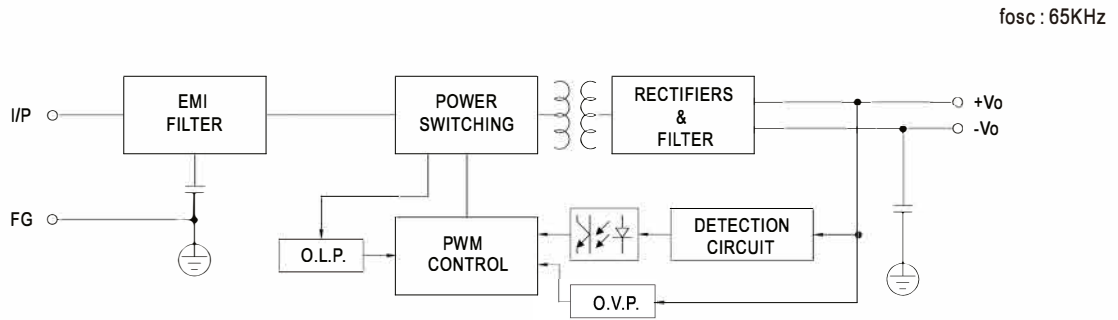 fosc : 65KHz
I/P
EMI
FILTER
POWER
SWITCHING
RECTIFIERS
&
FILTER
+Vo
-Vo
FG
O.L.P.
PWM
CONTROL
DETECTION
CIRCUIT
O.V.P.